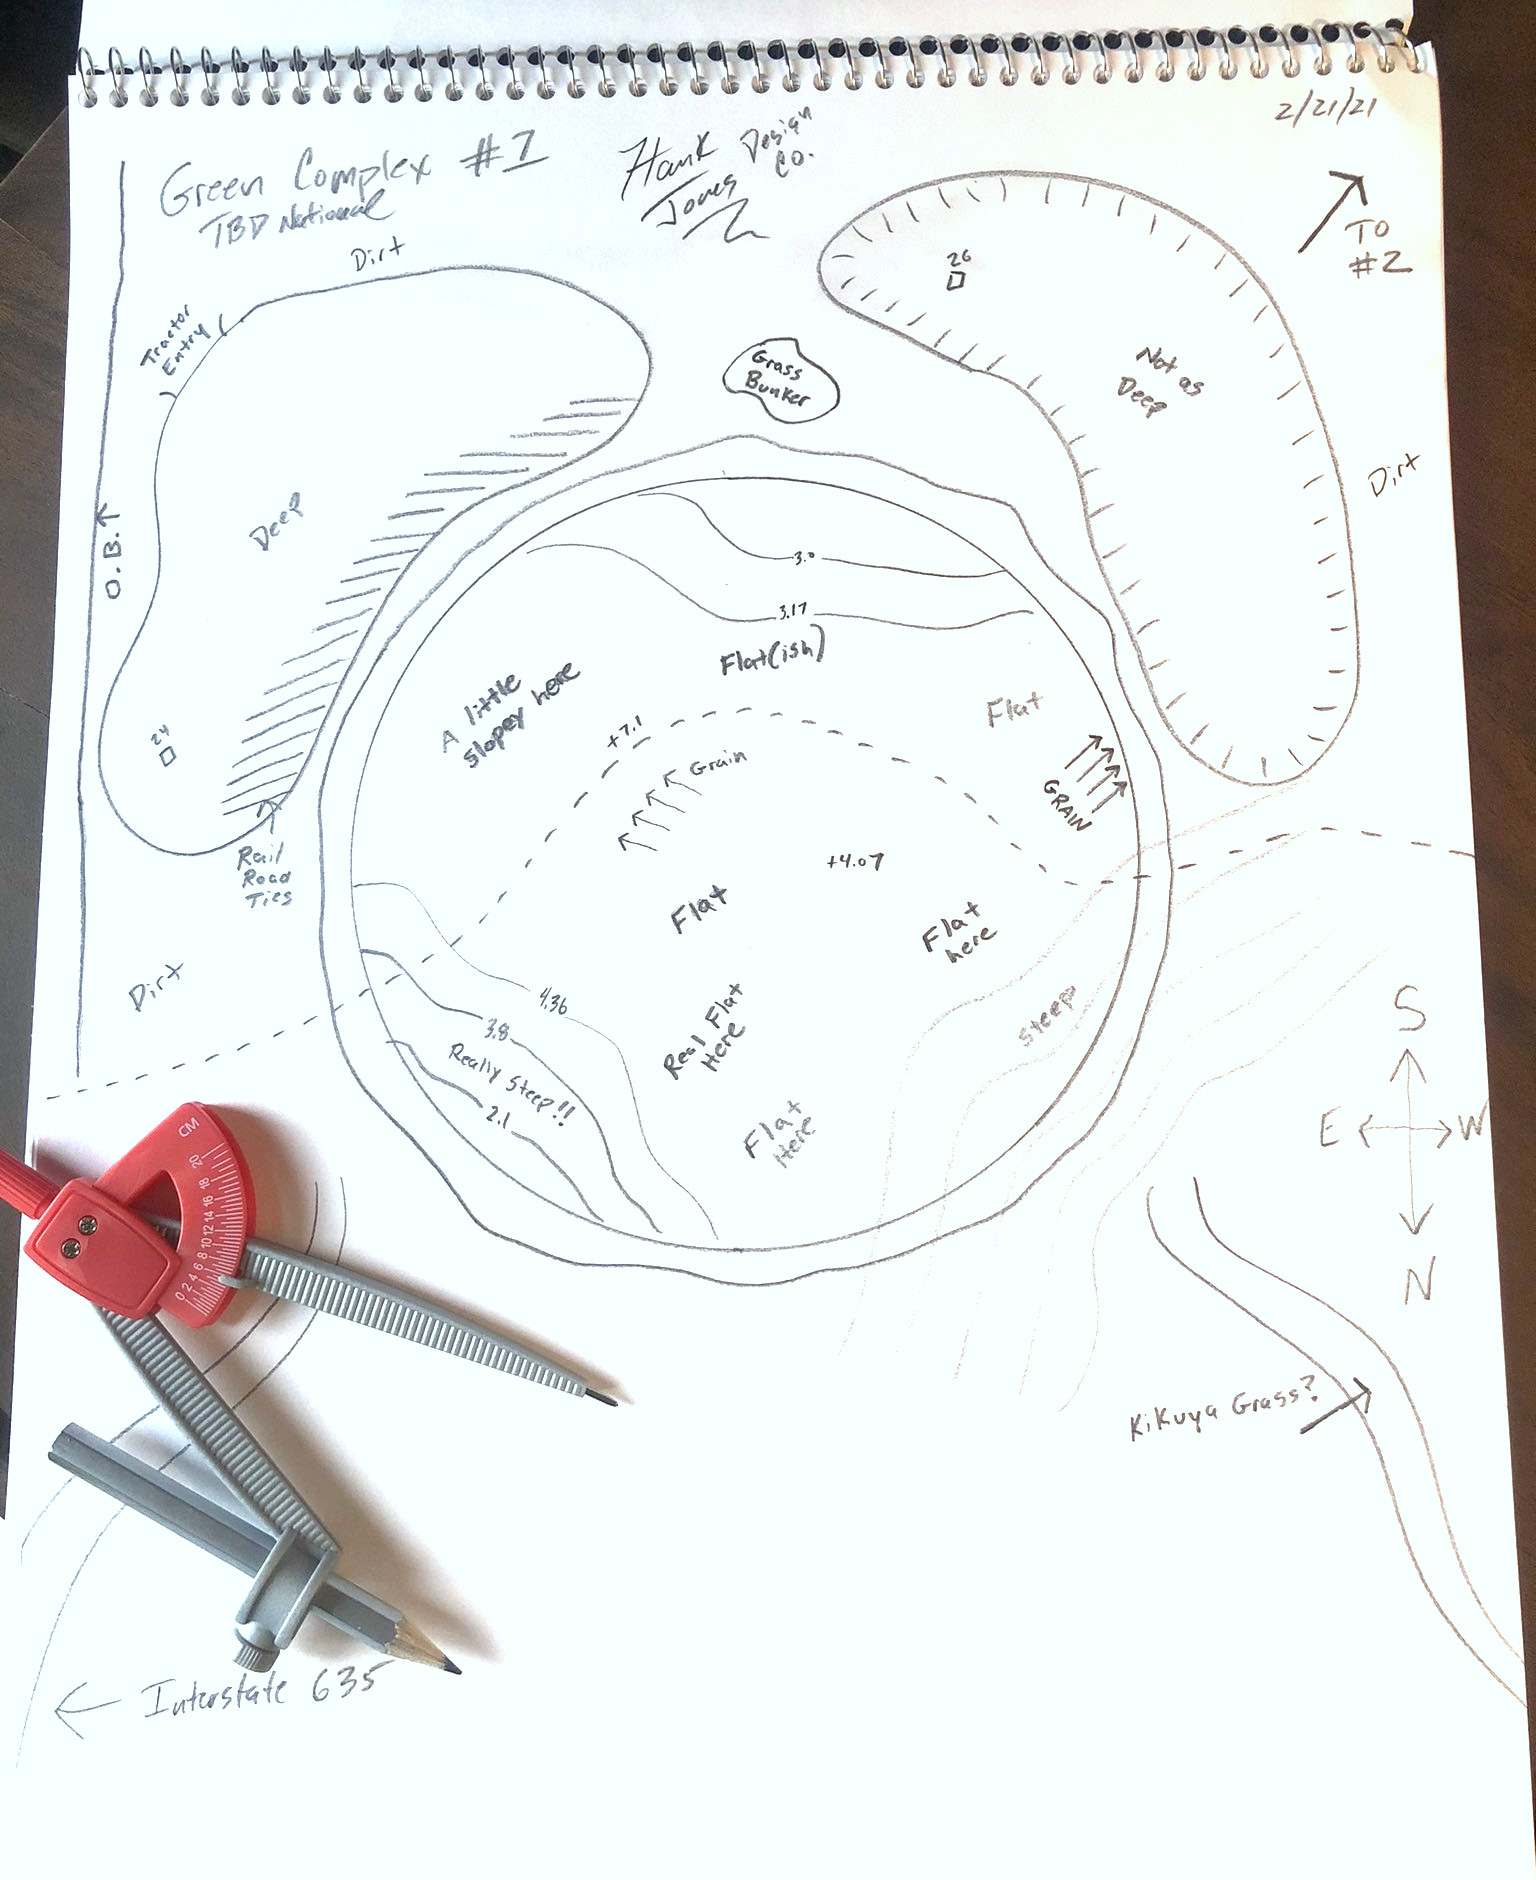 2/21/21
Green Complex #1
TBD National
Hank
Jones
Design
Co.
TO
#2
Dirt
Tractor
Entry
26
Not as
Deep
Grass
Bunker
Dirt
O.B.
Deep
3.0
3.17
Flat(ish)
A little
slopey here
Flat
+7.1
Grain
GRAIN
24
Rail
Road
Ties
+4.07
Flat
Flat
here
Dirt
4.36
3.8
Really Steep!!
2.1
Real Flat
Here
Steep
Flat
Here
S
E
W
N
CM
20
18
16
14
12
10
8
6
4
2
0
Kikuya Grass?
Interstate 635